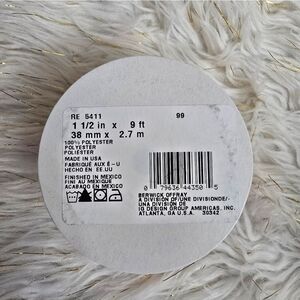 RE 5411 99
1 1/2 in x 9 ft
38 mm x 2.7 m
100% POLYESTER
POLYESTER
POLIÉSTER
MADE IN USA
FABRIQUÉ AUX É-U
HECHO EN EE.UU
FINISHED IN MEXICO
FINI AU MEXIQUE
ACABADO EN MEXICO
0 79636 44350 5
BERWICK OFFRAY
A DIVISION OF/UNE DIVISIONDE/-
UNA DIVISION DE
IG DESIGN GROUP AMERICAS, INC.
ATLANTA, GA U.S.A. 30342